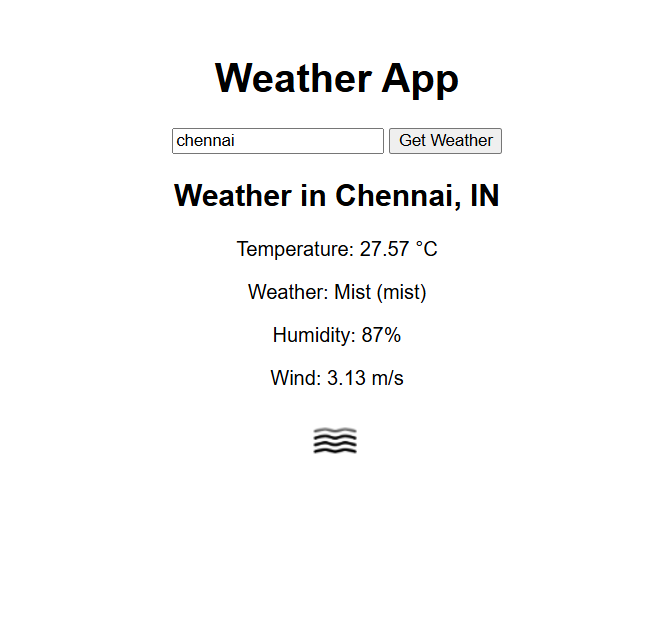 Weather App
chennai Get Weather
Weather in Chennai, IN
Temperature: 27.57 °C
Weather: Mist (mist)
Humidity: 87%
Wind: 3.13 m/s